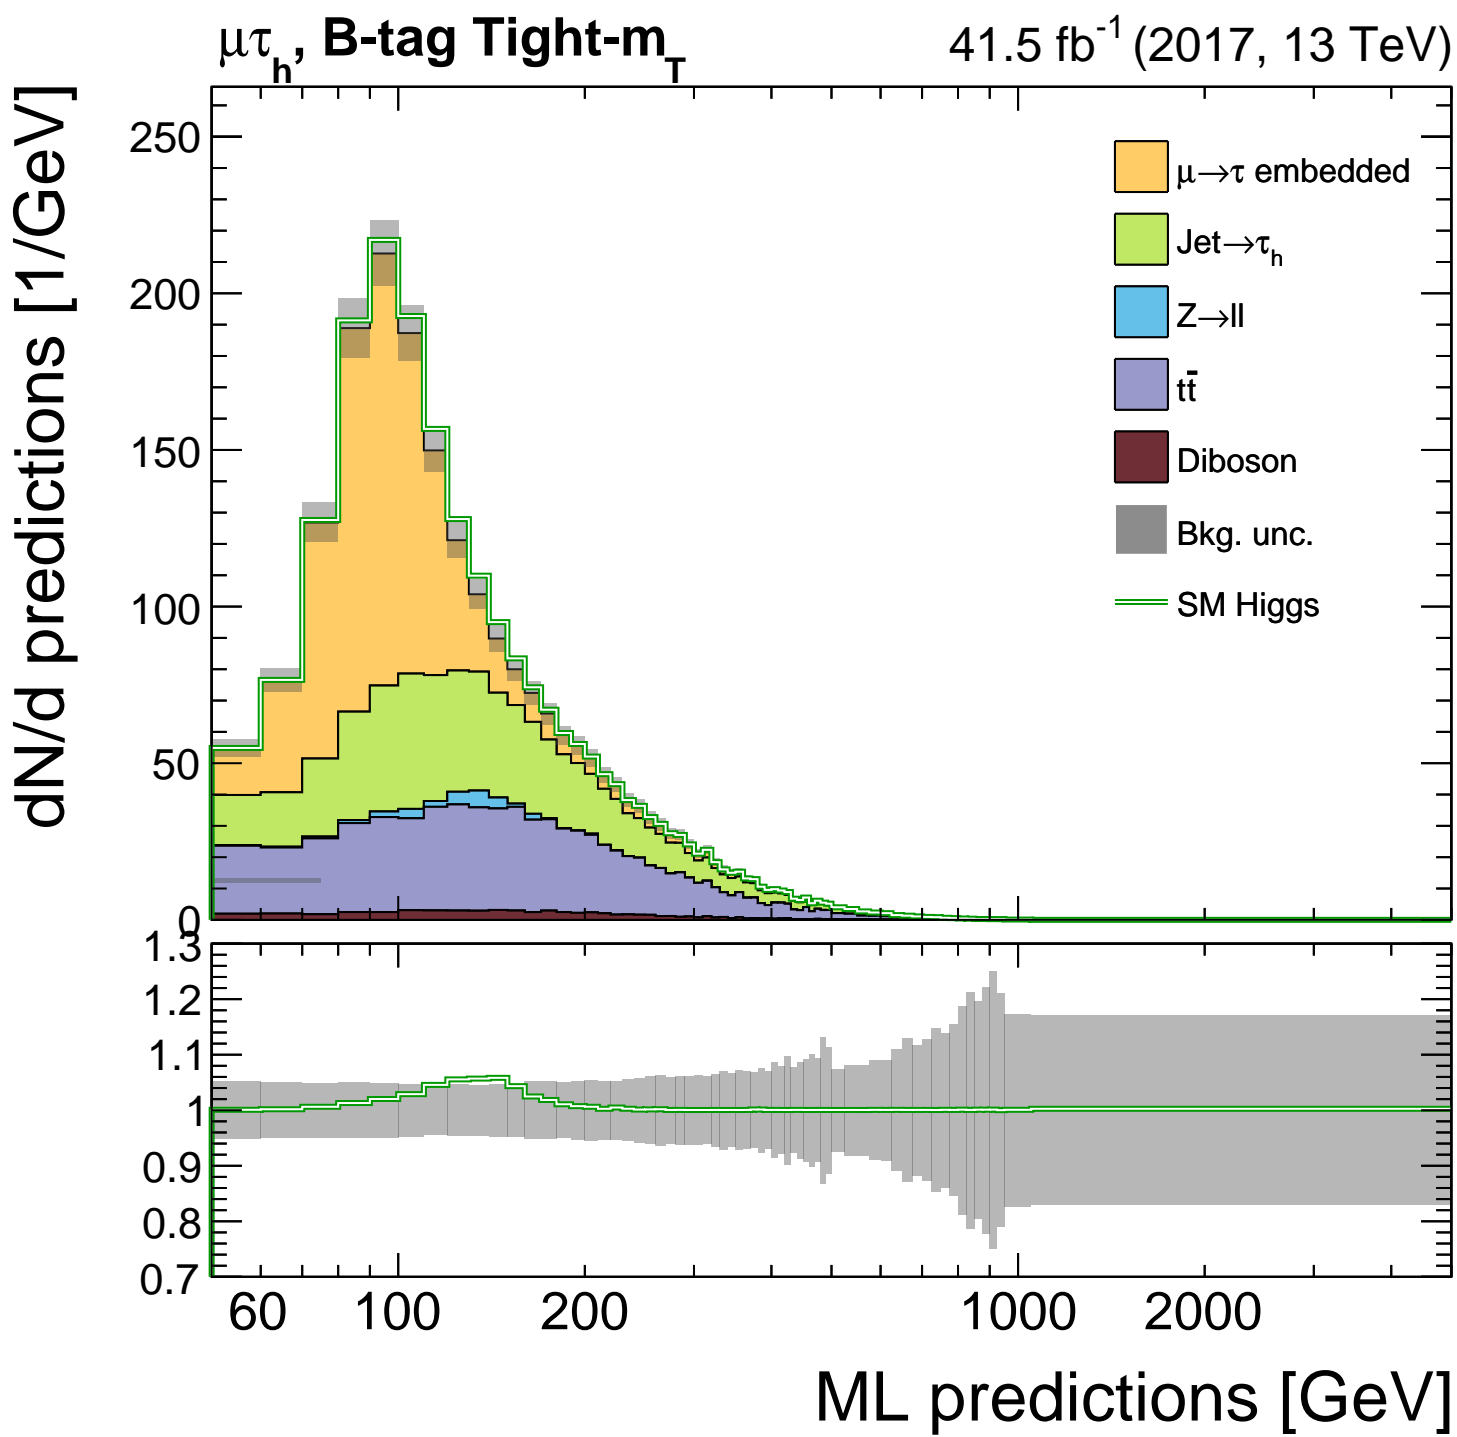 μτh, B-tag Tight-mT
41.5 fb-1 (2017, 13 TeV)
dN/d predictions [1/GeV]
250
200
150
100
50
0
μ→τ embedded
Jet→τh
Z→ll
tt̄
Diboson
Bkg. unc.
SM Higgs
1.3
1.2
1.1
1
0.9
0.8
0.7
60 100 200 1000 2000
ML predictions [GeV]